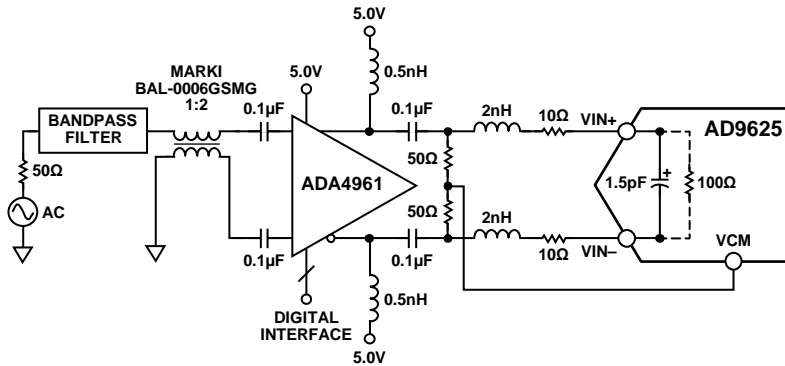 5.0V
MARKI
BAL-0006GSMG
1:2
5.0V
0.5nH
BANDPASS
FILTER
0.1µF
0.1µF
2nH
10Ω
VIN+
AD9625
50Ω
50Ω
ADA4961
1.5pF
+
100Ω
AC
50Ω
2nH
VCM
0.1µF
0.1µF
10Ω
VIN–
0.5nH
DIGITAL
INTERFACE
5.0V